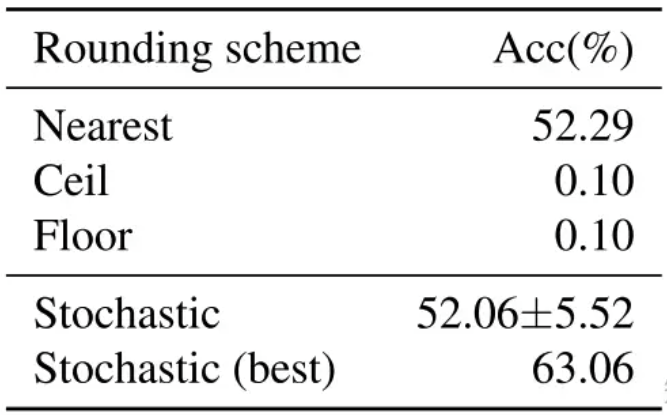 Rounding scheme Acc(%)
Nearest 52.29
Ceil 0.10
Floor 0.10
Stochastic 52.06±5.52
Stochastic (best) 63.06